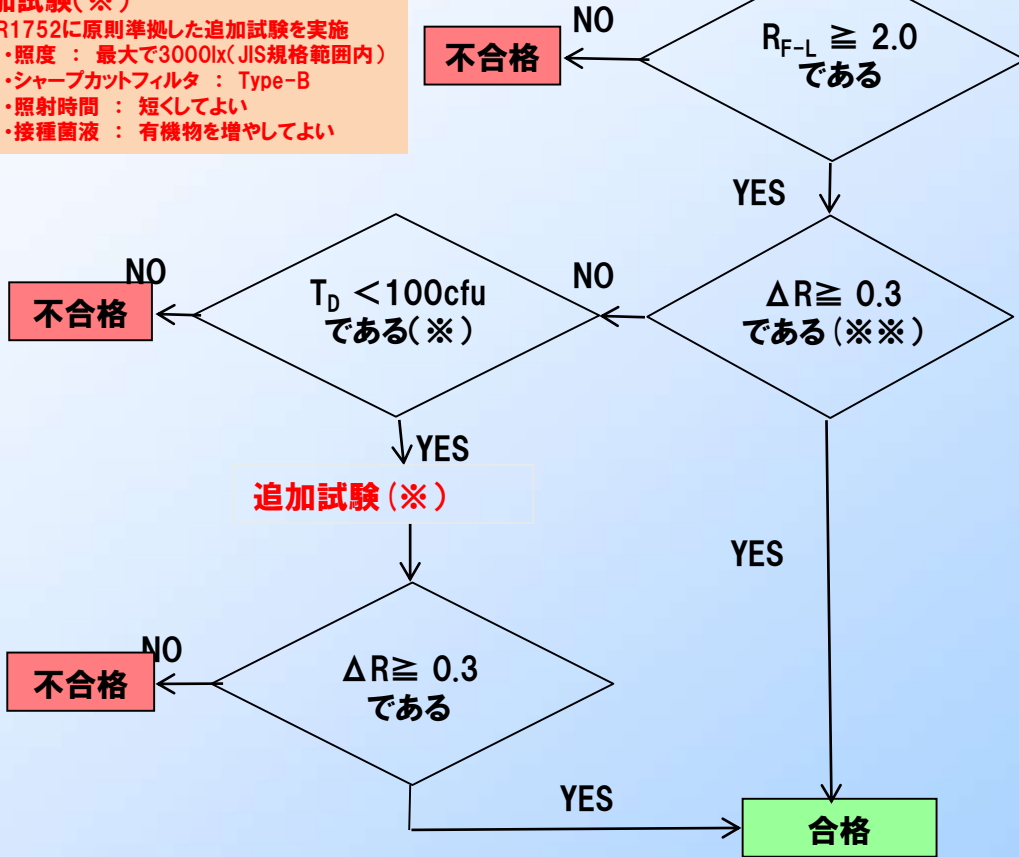 加試験(※)
R1752に原則準拠した追加試験を実施
・照度 ： 最大で3000lx(JIS規格範囲内)
・シャープカットフィルタ ： Type-B
・照射時間 ： 短くしてよい
・接種菌液 ： 有機物を増やしてよい
NO
不合格
RF-L ≧ 2.0
である
YES
NO
不合格
TD ＜100cfu
である(※)
NO
ΔR≧ 0.3
である(※※)
YES
追加試験(※)
YES
NO
不合格
ΔR≧ 0.3
である
YES
合格